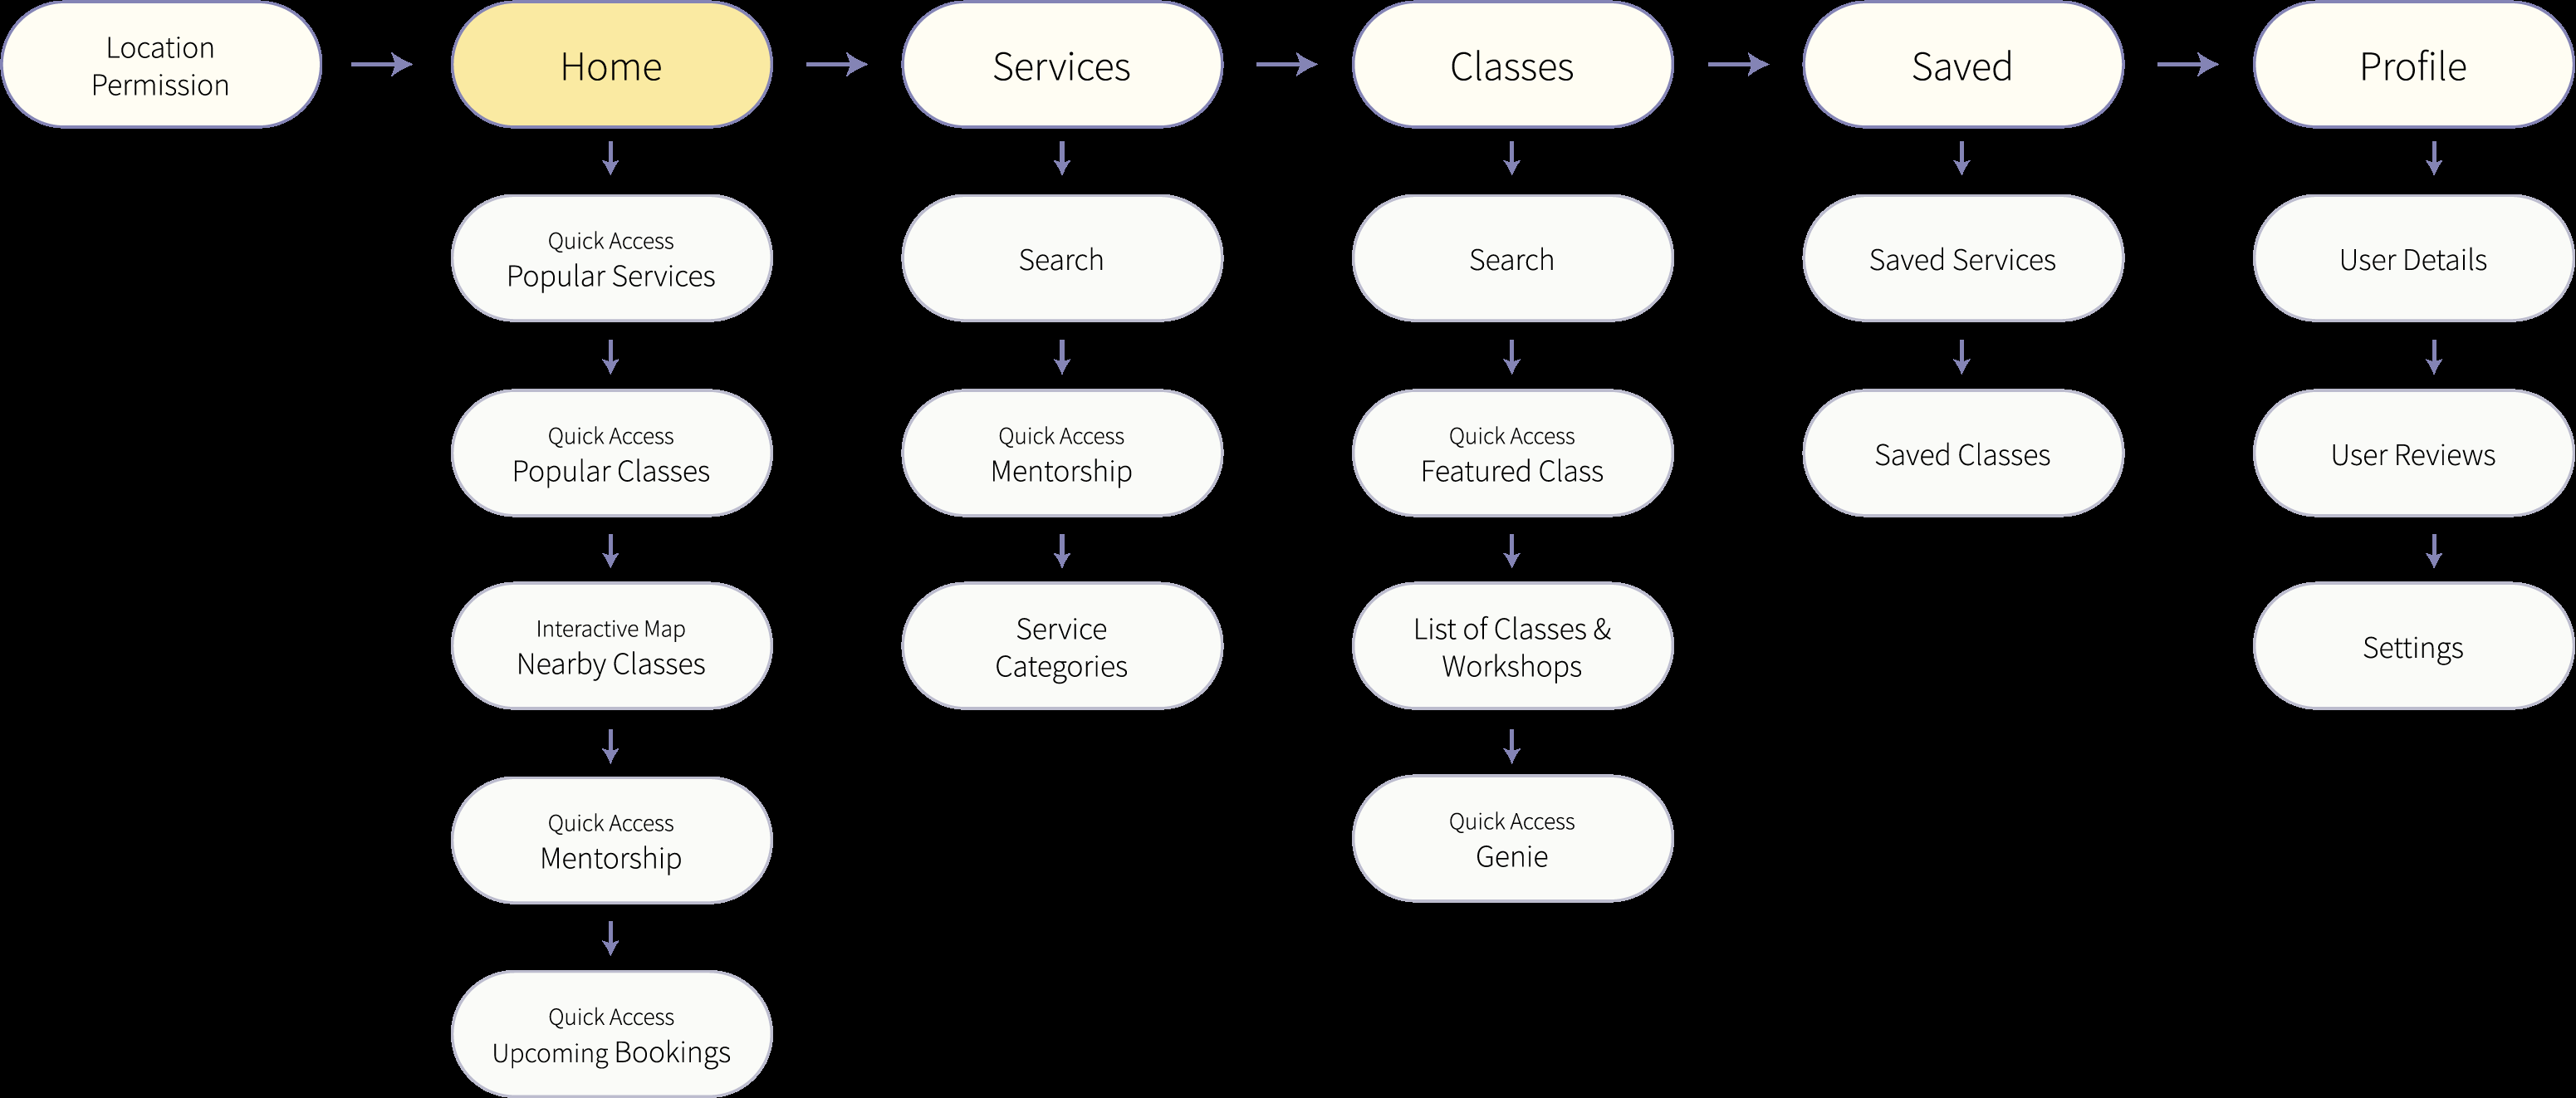 Location
Permission
Home
Services
Classes
Saved
Profile
Quick Access
Popular Services
Quick Access
Popular Classes
Interactive Map
Nearby Classes
Quick Access
Mentorship
Quick Access
Upcoming Bookings
Search
Quick Access
Mentorship
Service
Categories
Search
Quick Access
Featured Class
List of Classes &
Workshops
Quick Access
Genie
Saved Services
Saved Classes
User Details
User Reviews
Settings